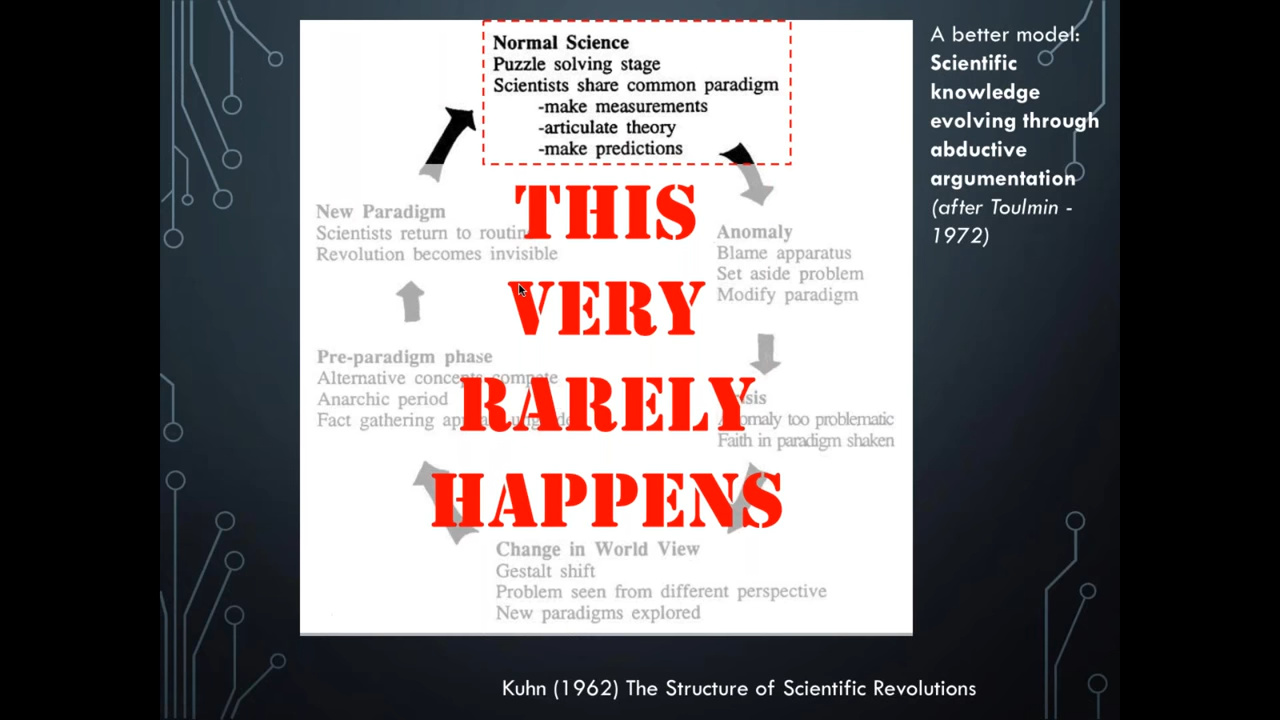 Normal Science
Puzzle solving stage
Scientists share common paradigm
-make measurements
-articulate theory
-make predictions
New Paradigm
Scientists return to
Revolution becomes invisible
Anomaly
Blame apparatus
Set aside problem
Modify paradigm
Pre-paradigm phase
Alternative concepts compete
Anarchic period
Fact gathering
too problematic
Faith in paradigm shaken
Change in World View
Gestalt shift
Problem seen from different perspective
New paradigms explored
THIS
VERY
RARELY
HAPPENS
A better model:
Scientific
knowledge
evolving through
abductive
argumentation
(after Toulmin -
1972)
Kuhn (1962) The Structure of Scientific Revolutions